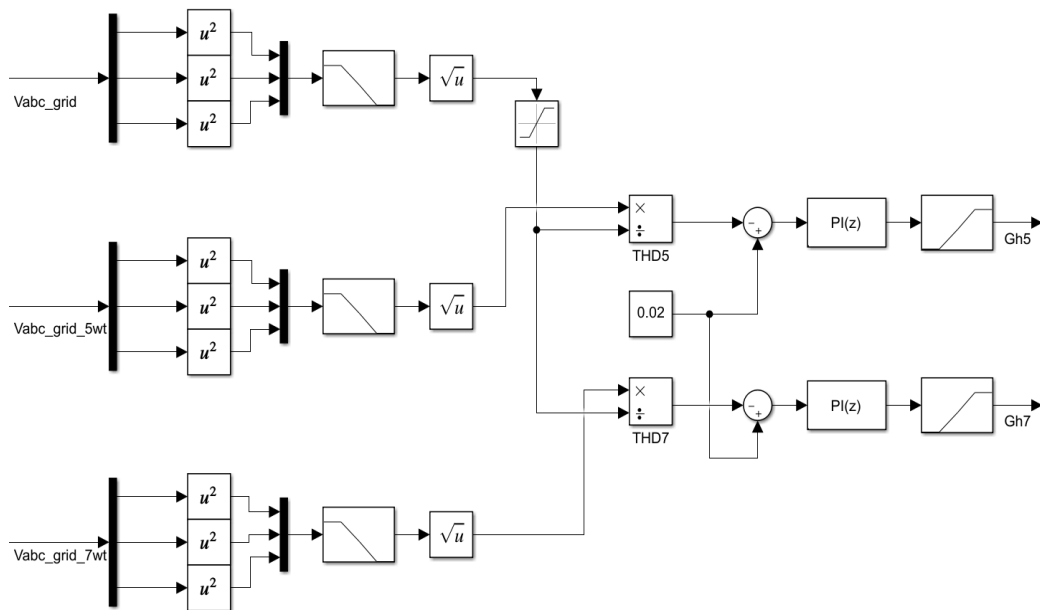 u²
u²
u²
Vabc_grid
√u
×
÷
THD5
-
+
PI(z)
Gh5
u²
u²
u²
Vabc_grid_5wt
√u
0.02
×
÷
THD7
-
+
PI(z)
Gh7
u²
u²
u²
Vabc_grid_7wt
√u